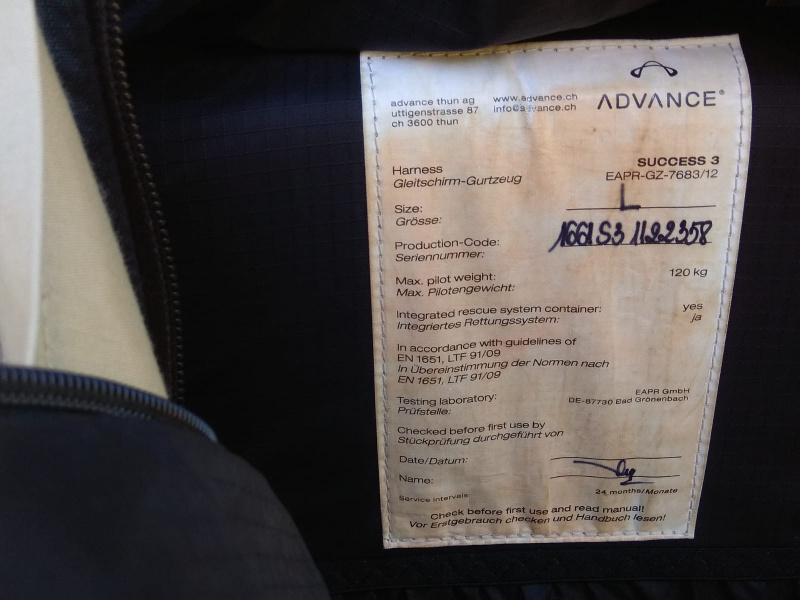 advance thun ag
uttigenstrasse 87
ch 3600 thun
www.advance.ch
info@advance.ch
ADVANCE®
Harness
Gleitschirm-Gurtzeug
SUCCESS 3
EAPR-GZ-7683/12
Size: L
Grösse:
Production-Code: 1661S3 1122358
Seriennummer:
Max. pilot weight: 120 kg
Max. Pilotengewicht:
Integrated rescue system container: yes
Integriertes Rettungssystem: ja
In accordance with guidelines of
EN 1651, LTF 91/09
In Übereinstimmung der Normen nach
EN 1651, LTF 91/09
Testing laboratory: EAPR GmbH
Prüfstelle: DE-87730 Bad Grönenbach
Checked before first use by
Stückprüfung durchgeführt von
Date/Datum:
Name:
Service intervals: 24 months/Monate
Check before first use and read manual!
Vor Erstgebrauch checken und Handbuch lesen!